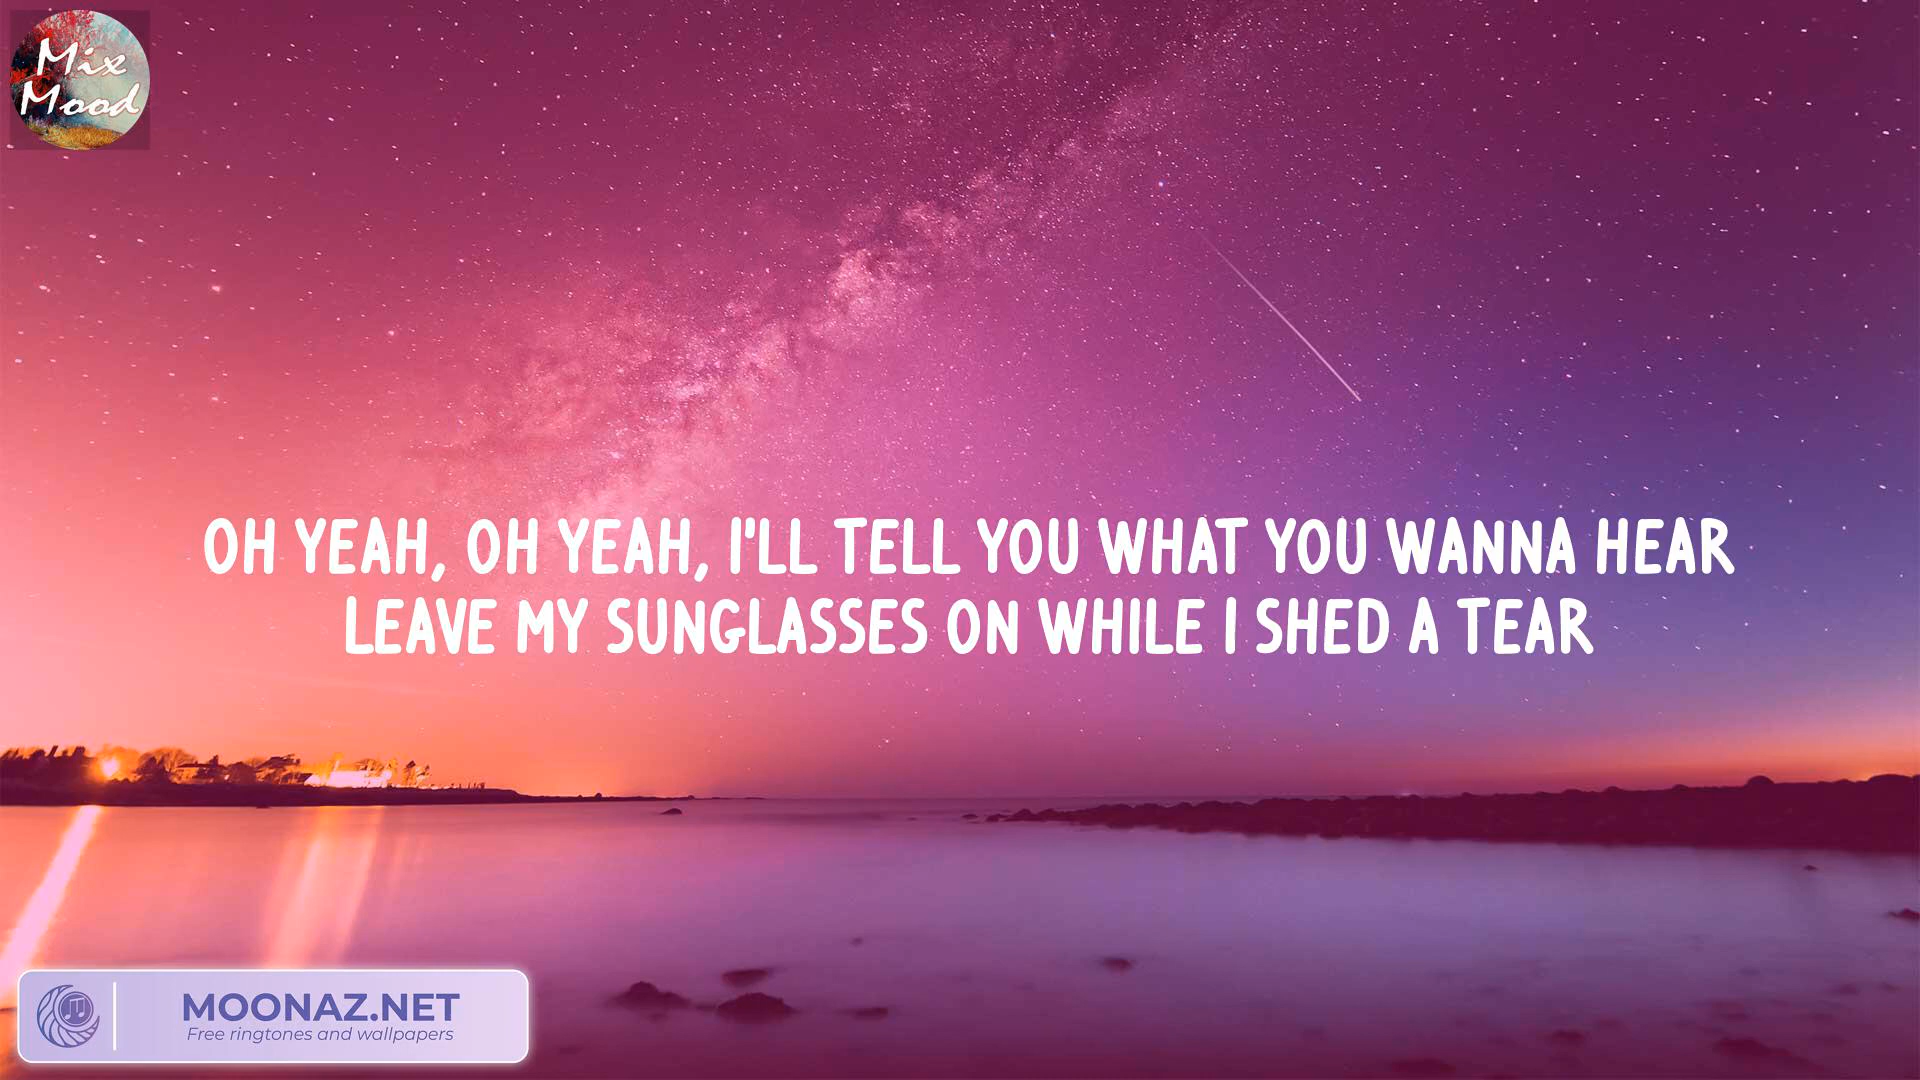 Mix
Mood
OH YEAH, OH YEAH, I'LL TELL YOU WHAT YOU WANNA HEAR
LEAVE MY SUNGLASSES ON WHILE I SHED A TEAR
MOONAZ.NET
Free ringtones and wallpapers